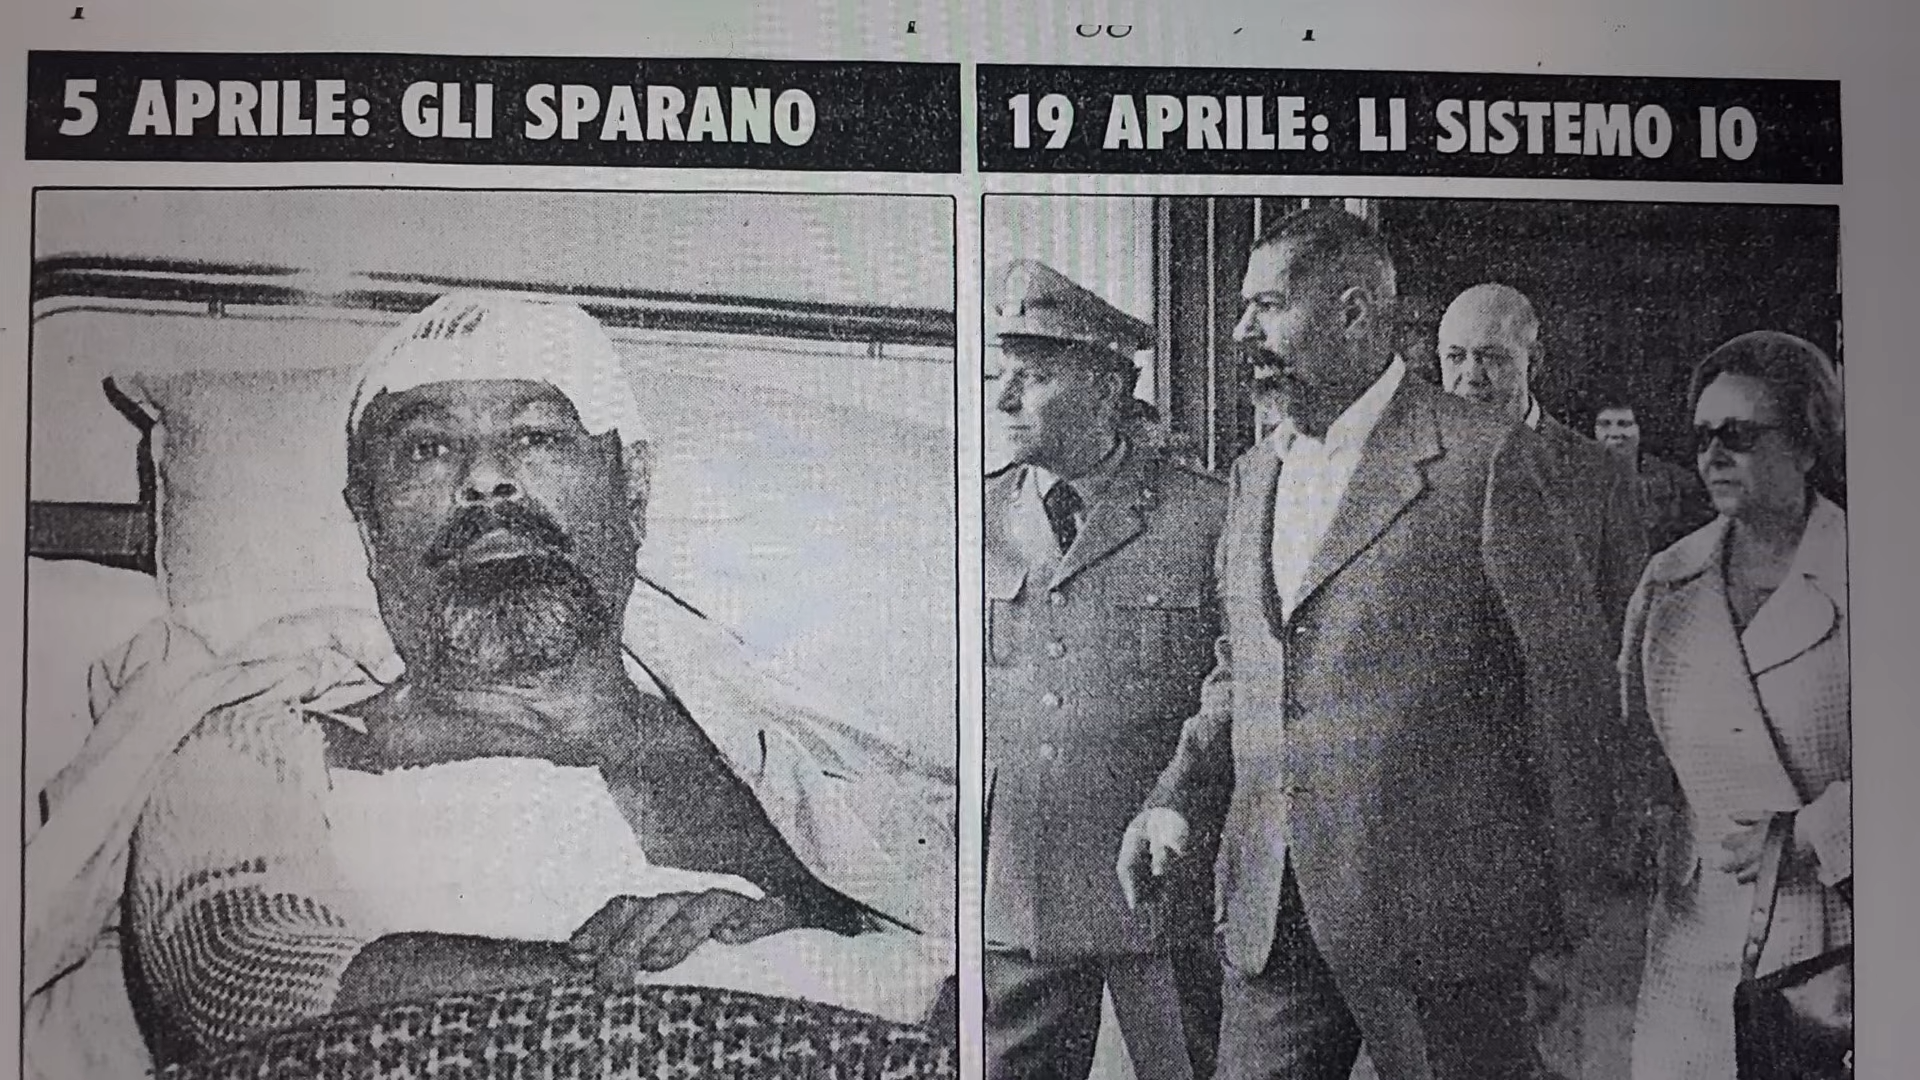 5 APRILE: GLI SPARANO
19 APRILE: LI SISTEMO IO